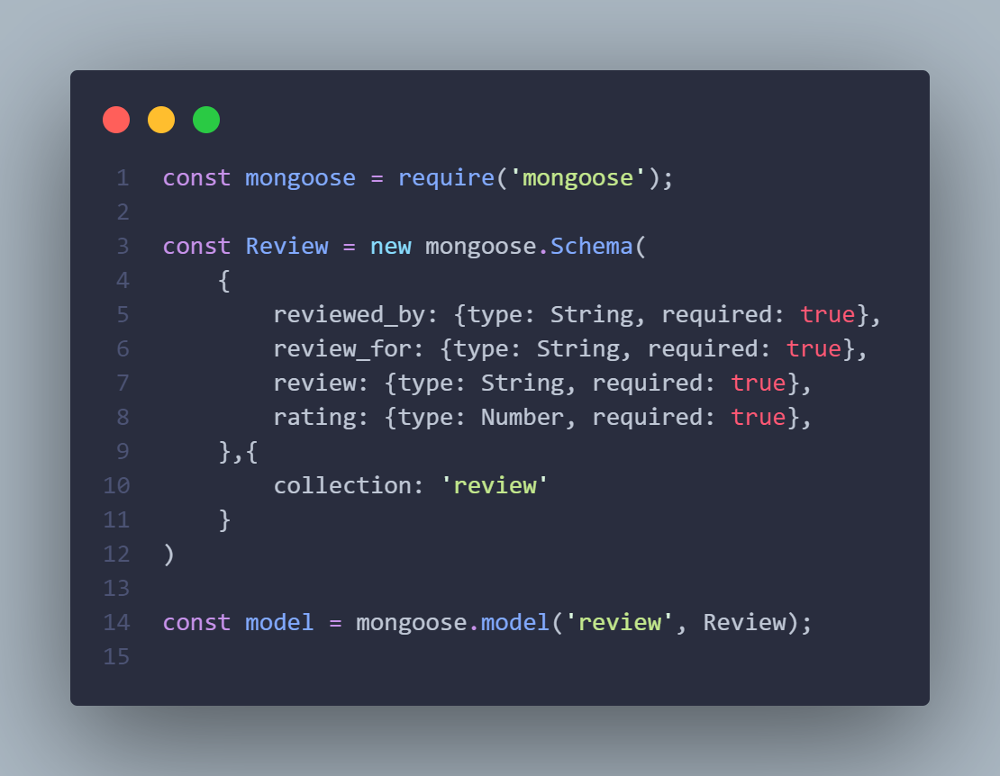 1 const mongoose = require('mongoose');
2
3 const Review = new mongoose.Schema(
4     {
5         reviewed_by: {type: String, required: true},
6         review_for: {type: String, required: true},
7         review: {type: String, required: true},
8         rating: {type: Number, required: true},
9     },{
10         collection: 'review'
11     }
12 )
13
14 const model = mongoose.model('review', Review);
15